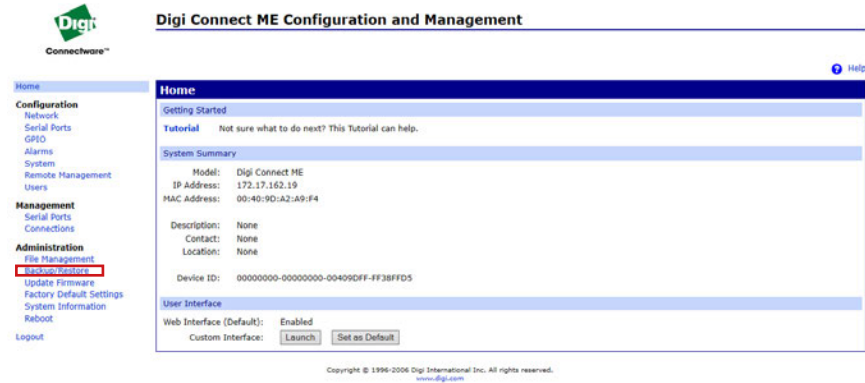 Digi
Connectware™
Digi Connect ME Configuration and Management
Help
Home
Configuration
Network
Serial Ports
GPIO
Alarms
System
Remote Management
Users
Management
Serial Ports
Connections
Administration
File Management
Backup/Restore
Update Firmware
Factory Default Settings
System Information
Reboot
Logout
Home
Getting Started
Tutorial Not sure what to do next? This Tutorial can help.
System Summary
Model: Digi Connect ME
IP Address: 172.17.162.19
MAC Address: 00:40:9D:A2:A9:F4
Description: None
Contact: None
Location: None
Device ID: 00000000-00000000-00409DFF-FF38FFD5
User Interface
Web Interface (Default): Enabled
Custom Interface: Launch Set as Default
Copyright © 1996-2006 Digi International Inc. All rights reserved.
www.digi.com